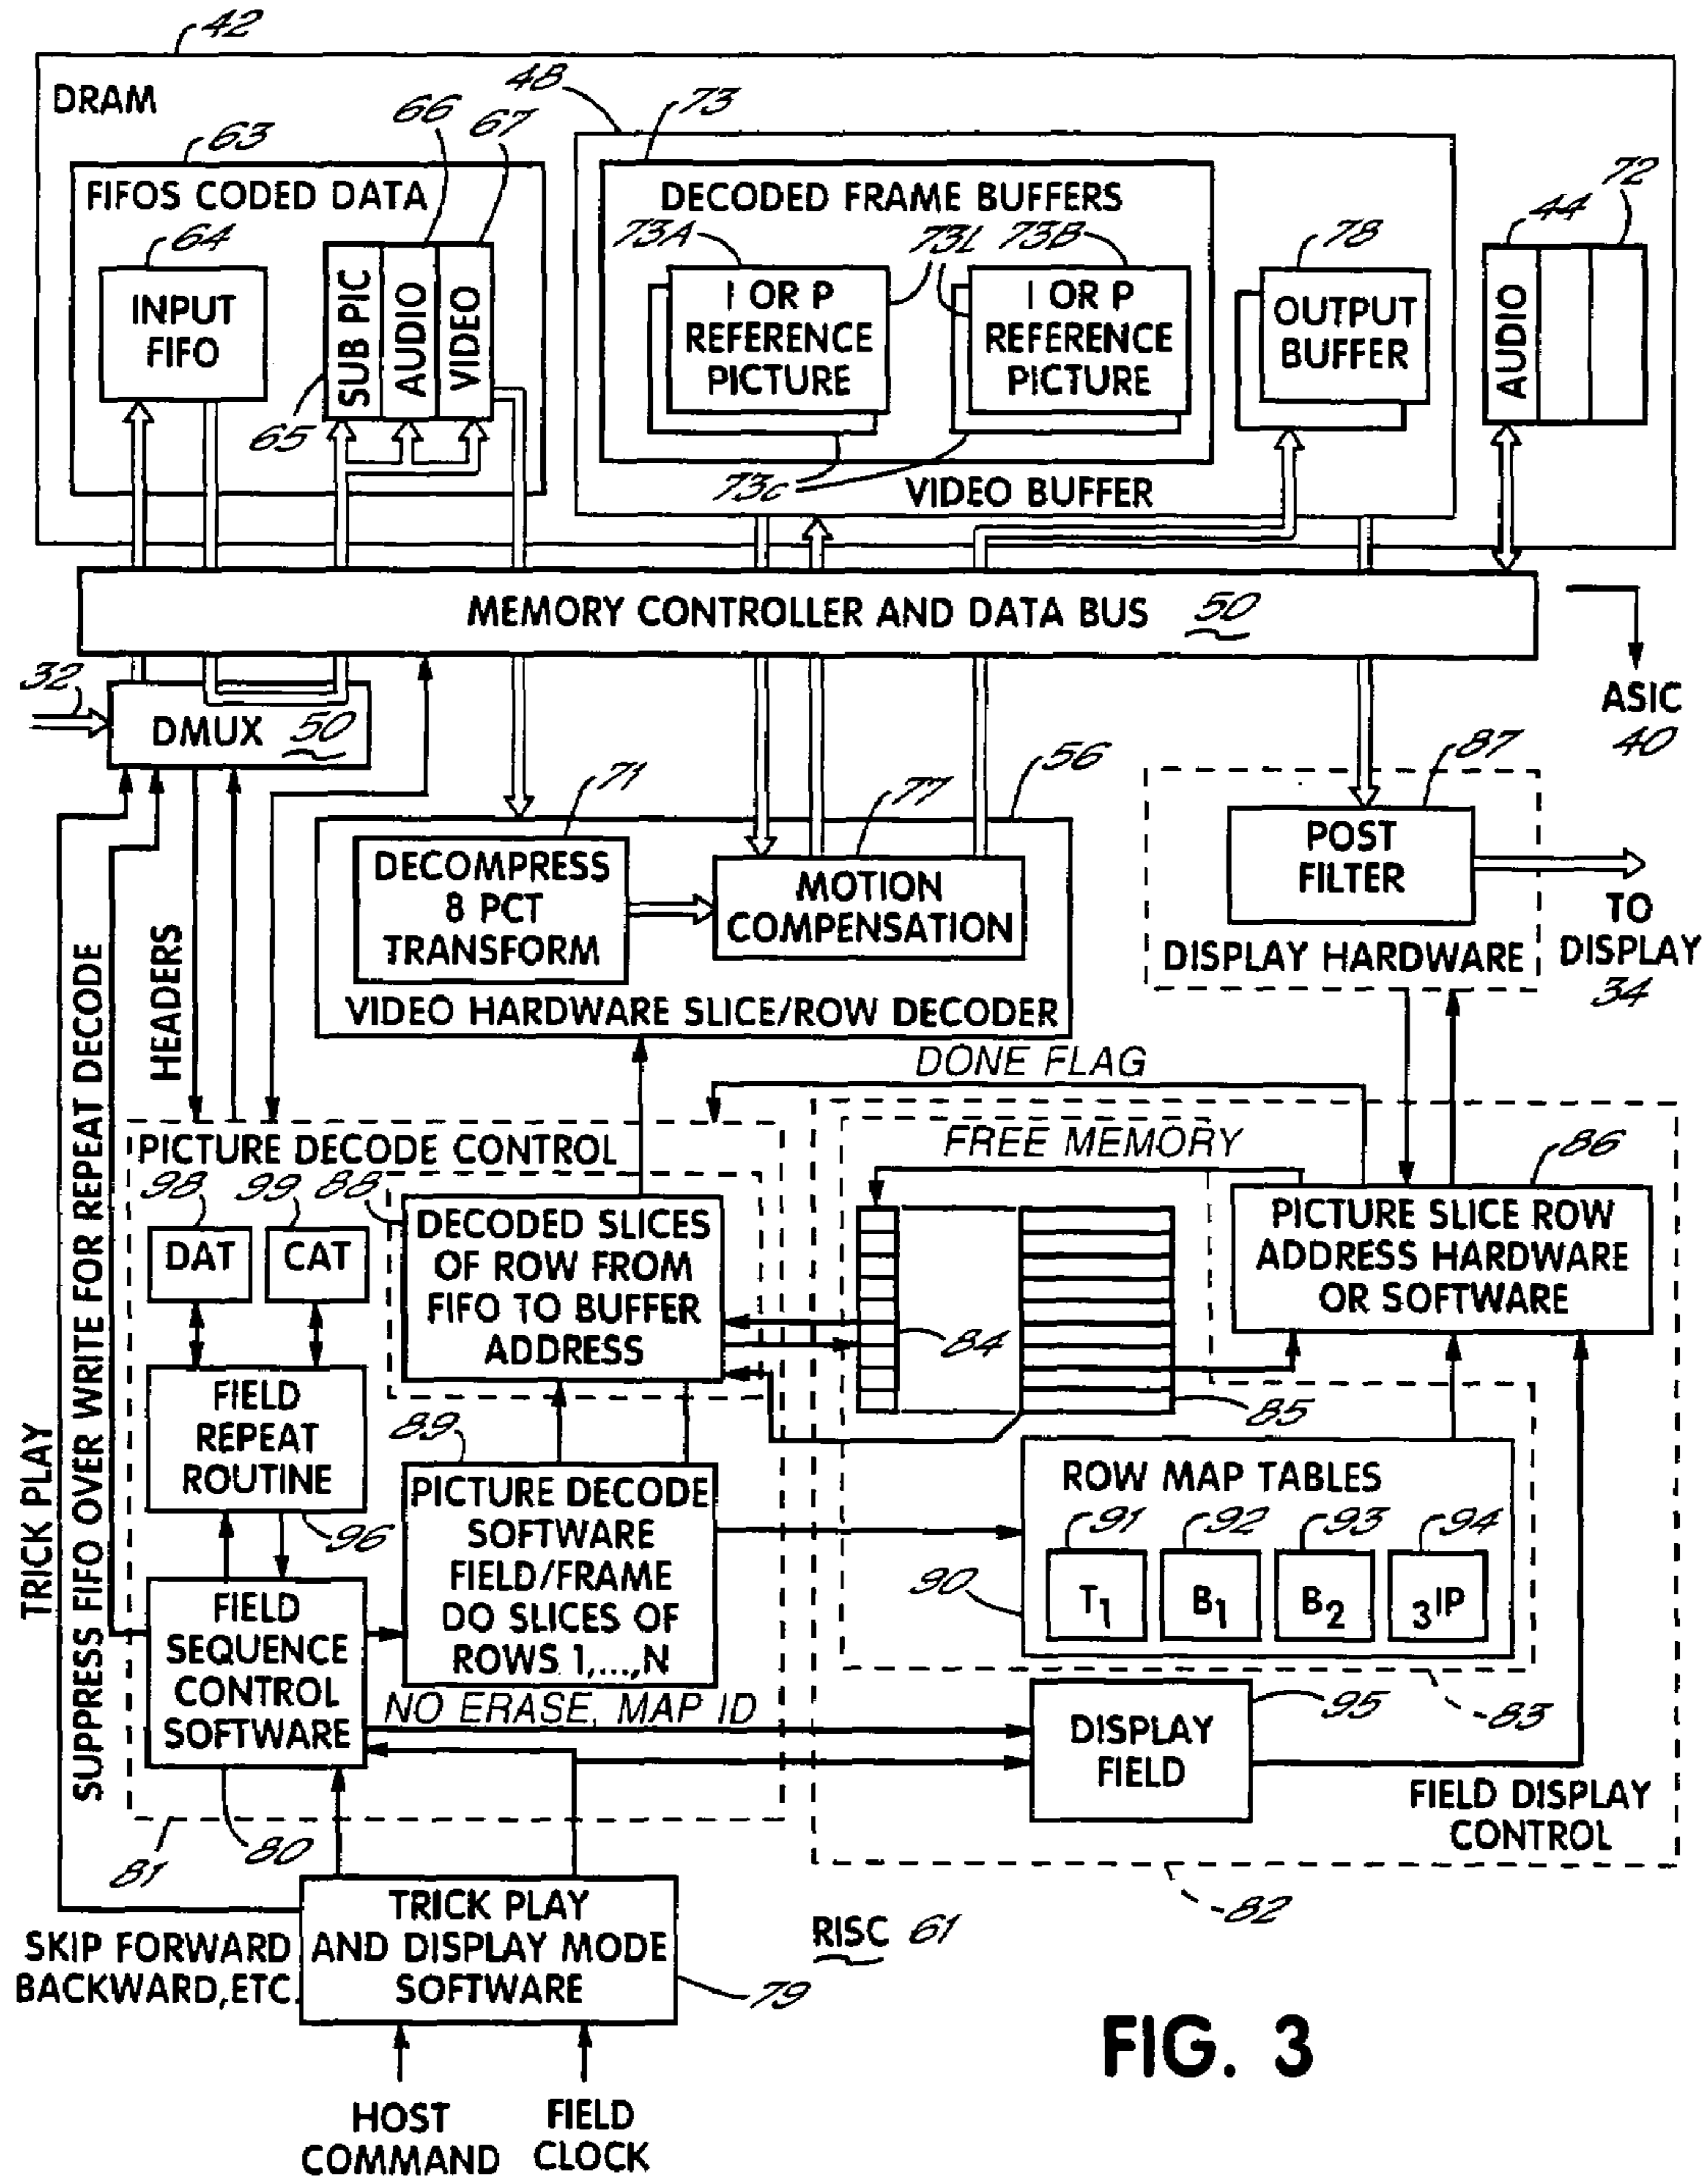 42
DRAM
48
73
66
67
63
FIFOS CODED DATA
DECODED FRAME BUFFERS
72
44
64
73A
73L
73B
78
INPUT
FIFO
SUB PIC
AUDIO
VIDEO
I OR P
REFERENCE
PICTURE
I OR P
REFERENCE
PICTURE
OUTPUT
BUFFER
AUDIO
65
73c
VIDEO BUFFER
MEMORY CONTROLLER AND DATA BUS 50
32
DMUX 50
ASIC
40
71
77
56
87
DECOMPRESS
8 PCT
TRANSFORM
MOTION
COMPENSATION
POST
FILTER
VIDEO HARDWARE SLICE/ROW DECODER
DISPLAY HARDWARE
TO
DISPLAY
34
TRICK PLAY
SUPPRESS FIFO OVER WRITE FOR REPEAT DECODE
HEADERS
DONE FLAG
PICTURE DECODE CONTROL
FREE MEMORY
98
99
88
86
DAT
CAT
DECODED SLICES
OF ROW FROM
FIFO TO BUFFER
ADDRESS
84
85
PICTURE SLICE ROW
ADDRESS HARDWARE
OR SOFTWARE
FIELD
REPEAT
ROUTINE
96
89
PICTURE DECODE
SOFTWARE
FIELD/FRAME
DO SLICES OF
ROWS 1,...,N
ROW MAP TABLES
91
92
93
94
90
T1
B1
B2
3IP
83
FIELD
SEQUENCE
CONTROL
SOFTWARE
NO ERASE, MAP ID
95
DISPLAY
FIELD
FIELD DISPLAY
CONTROL
81
80
82
TRICK PLAY
AND DISPLAY MODE
SOFTWARE
SKIP FORWARD
BACKWARD,ETC.
RISC 61
79
HOST
COMMAND
FIELD
CLOCK
FIG. 3